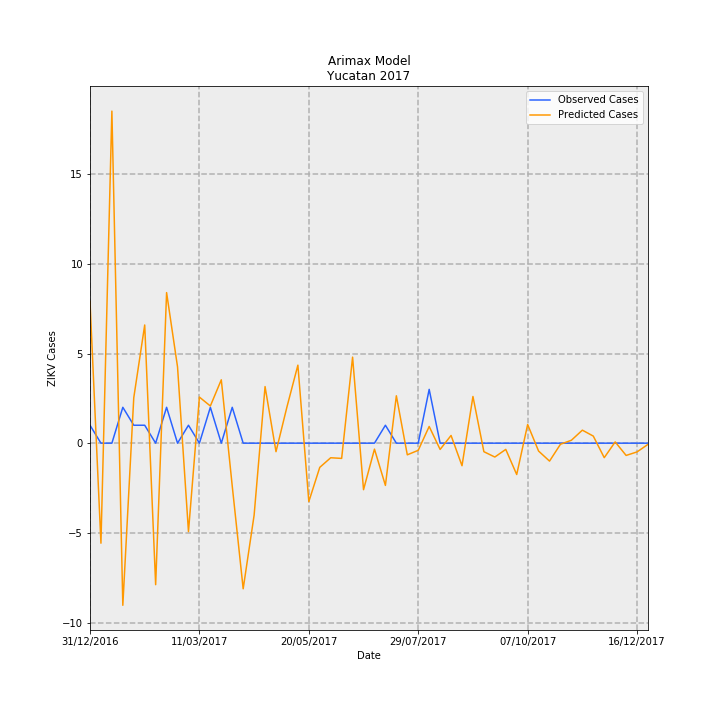 Arimax Model
Yucatan 2017
Observed Cases
Predicted Cases
ZIKV Cases
15
10
5
0
−5
−10
31/12/2016
11/03/2017
20/05/2017
29/07/2017
07/10/2017
16/12/2017
Date